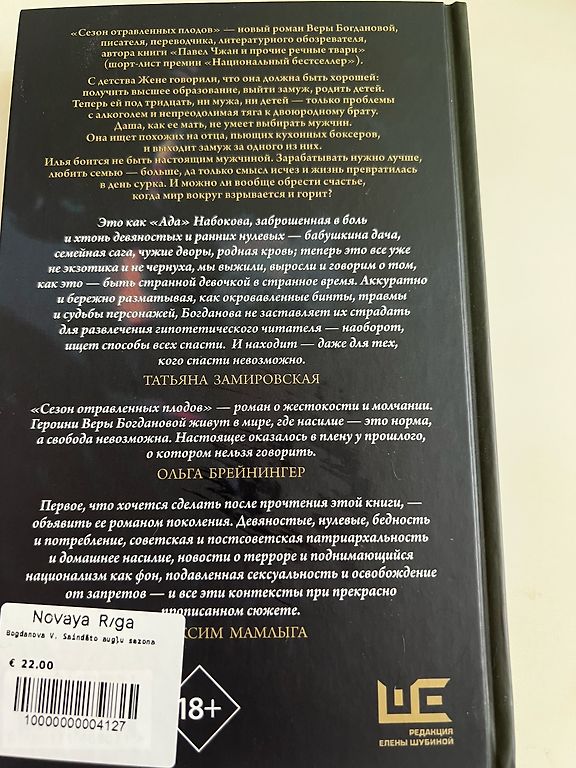 «Сезон отравленных плодов» — новый роман Веры Богдановой,
писателя, переводчика, литературного обозревателя,
автора книги «Павел Чжан и прочие речные твари»
(шорт-лист премии «Национальный бестселлер»).
С детства Жене говорили, что она должна быть хорошей:
получить высшее образование, выйти замуж, родить детей.
Теперь ей под тридцать, ни мужа, ни детей — только проблемы
с алкоголем и непреодолимая тяга к двоюродному брату.
Даша, как ее мать, не умеет выбирать мужчин.
Она ищет похожих на отца, пьющих кухонных боксеров,
и выходит замуж за одного из них.
Илья боится не быть настоящим мужчиной. Зарабатывать нужно лучше,
любить семью — больше, да только смысл исчез и жизнь превратилась
в день сурка. И можно ли вообще обрести счастье,
когда мир вокруг взрывается и горит?
Это как «Ада» Набокова, заброшенная в боль
и хтонь девяностых и ранних нулевых — бабушкина дача,
семейная сага, чужие дворы, родная кровь; теперь это все уже
не экзотика и не чернуха, мы выжили, выросли и говорим о том,
как это — быть странной девочкой в странное время. Аккуратно
и бережно разматывая, как окровавленные бинты, травмы
и судьбы персонажей, Богданова не заставляет их страдать
для развлечения гипотетического читателя — наоборот,
ищет способы всех спасти. И находит — даже для тех,
кого спасти невозможно.
ТАТЬЯНА ЗАМИРОВСКАЯ
«Сезон отравленных плодов» — роман о жестокости и молчании.
Героини Веры Богдановой живут в мире, где насилие — это норма,
а свобода невозможна. Настоящее оказалось в плену у прошлого,
о котором нельзя говорить.
ОЛЬГА БРЕЙНИНГЕР
Первое, что хочется сделать после прочтения этой книги, —
объявить ее романом поколения. Девяностые, нулевые, бедность
и потребление, советская и постсоветская патриархальность
и домашнее насилие, новости о терроре и поднимающийся
национализм как фон, подавленная сексуальность и освобождение
от запретов — и все эти контексты при прекрасно
прописанном сюжете.
КСИМ МАМЛЫГА
Novaya Rīga
Bogdanova V. Saindēto augļu sezona
€ 22.00
10000000004127
18+
РЕДАКЦИЯ
ЕЛЕНЫ ШУБИНОЙ